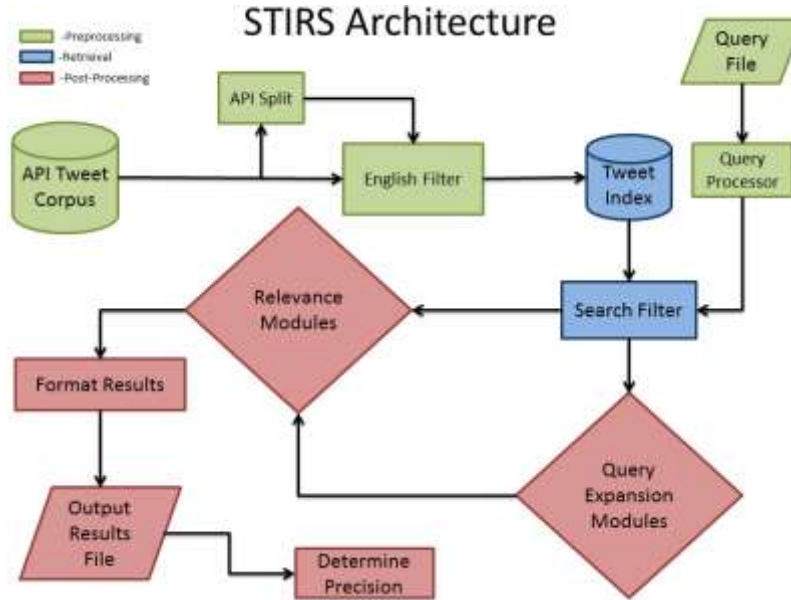 STIRS Architecture
-Preprocessing
-Retrieval
-Post-Processing
Query
File
API Split
API Tweet
Corpus
English Filter
Tweet
Index
Query
Processor
Relevance
Modules
Search Filter
Format Results
Query
Expansion
Modules
Output
Results
File
Determine
Precision